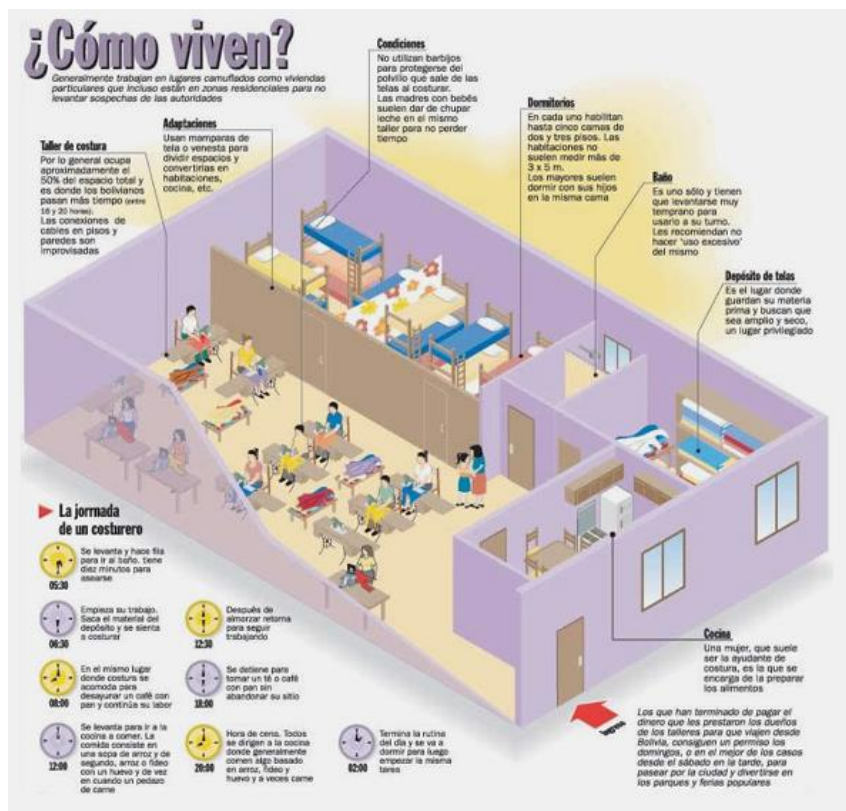 ¿Cómo viven?
Generalmente trabajan en lugares camuflados como viviendas
particulares que incluso están en zonas residenciales para no
levantar sospechas de las autoridades
Condiciones
No utilizan barbijos
para protegerse del
polvillo que sale de las
telas al costurar.
Las madres con bebés
suelen dar de chupar
leche en el mismo
taller para no perder
tiempo
Dormitorios
En cada uno habilitan
hasta cinco camas de
dos y tres pisos. Las
habitaciones no
suelen medir más de
3 x 5 m.
Los mayores suelen
dormir con sus hijos
en la misma cama
Adaptaciones
Usan mamparas de
tela o venesta para
dividir espacios y
convertirlas en
habitaciones,
cocina, etc.
Taller de costura
Por lo general ocupa
aproximadamente el
50% del espacio total y
es donde los bolivianos
pasan más tiempo (entre
16 y 20 horas).
Las conexiones de
cables en pisos y
paredes son
improvisadas
Baño
Es uno sólo y tienen
que levantarse muy
temprano para
usarlo a su turno.
Les recomiendan no
hacer 'uso excesivo'
del mismo
Depósito de telas
Es el lugar donde
guardan su materia
prima y buscan que
sea amplio y seco,
un lugar privilegiado
La jornada
de un costurero
Se levanta y hace fila
para ir al baño. tiene
diez minutos para
asearse
05:30
Empieza su trabajo.
Saca el material del
depósito y se sienta
a costurar
06:30
En el mismo lugar
donde costura se
acomoda para
desayunar un café con
pan y continúa su labor
08:00
Se levanta para ir a la
cocina a comer. La
comida consiste en
una sopa de arroz y de
segundo, arroz o fideo
con un huevo y de vez
en cuando un pedazo
de carne
12:00
Después de
almorzar retorna
para seguir
trabajando
12:30
Se detiene para
tomar un té o café
con pan sin
abandonar su sitio
18:00
Hora de cena. Todos
se dirigen a la cocina
donde generalmente
comen algo basado
en arroz, fideo y
huevo y a veces carne
20:00
Termina la rutina
del día y se va a
dormir para luego
empezar la misma
tarea
02:00
Ingreso
Cocina
Una mujer, que suele
ser la ayudante de
costura, es la que se
encarga de la preparar
los alimentos
Los que han terminado de pagar el
dinero que les prestaron los dueños
de los talleres para que viajen desde
Bolivia, consiguen un permiso los
domingos, o en el mejor de los casos
desde el sábado en la tarde, para
pasear por la ciudad y divertirse en
los parques y ferias populares